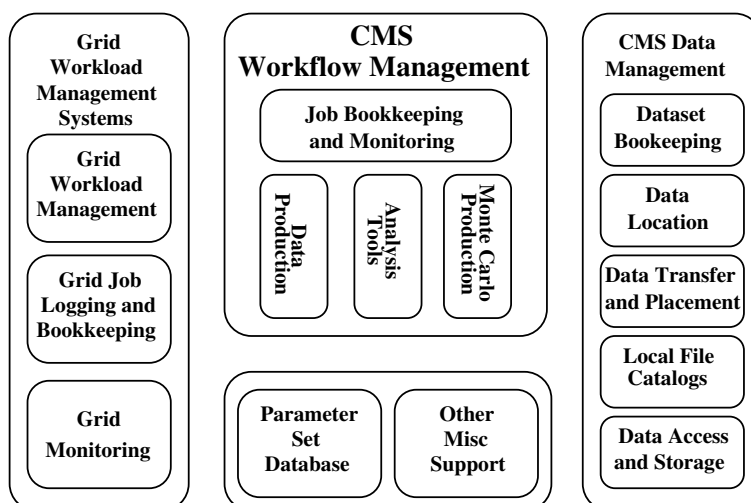 Grid
Workload
Management
Systems
Grid
Workload
Management
Grid Job
Logging and
Bookkeeping
Grid
Monitoring
CMS
Workflow Management
Job Bookkeeping
and Monitoring
Data
Production
Analysis
Tools
Monte Carlo
Production
Parameter
Set
Database
Other
Misc
Support
CMS Data
Management
Dataset
Bookeeping
Data
Location
Data Transfer
and Placement
Local File
Catalogs
Data Access
and Storage